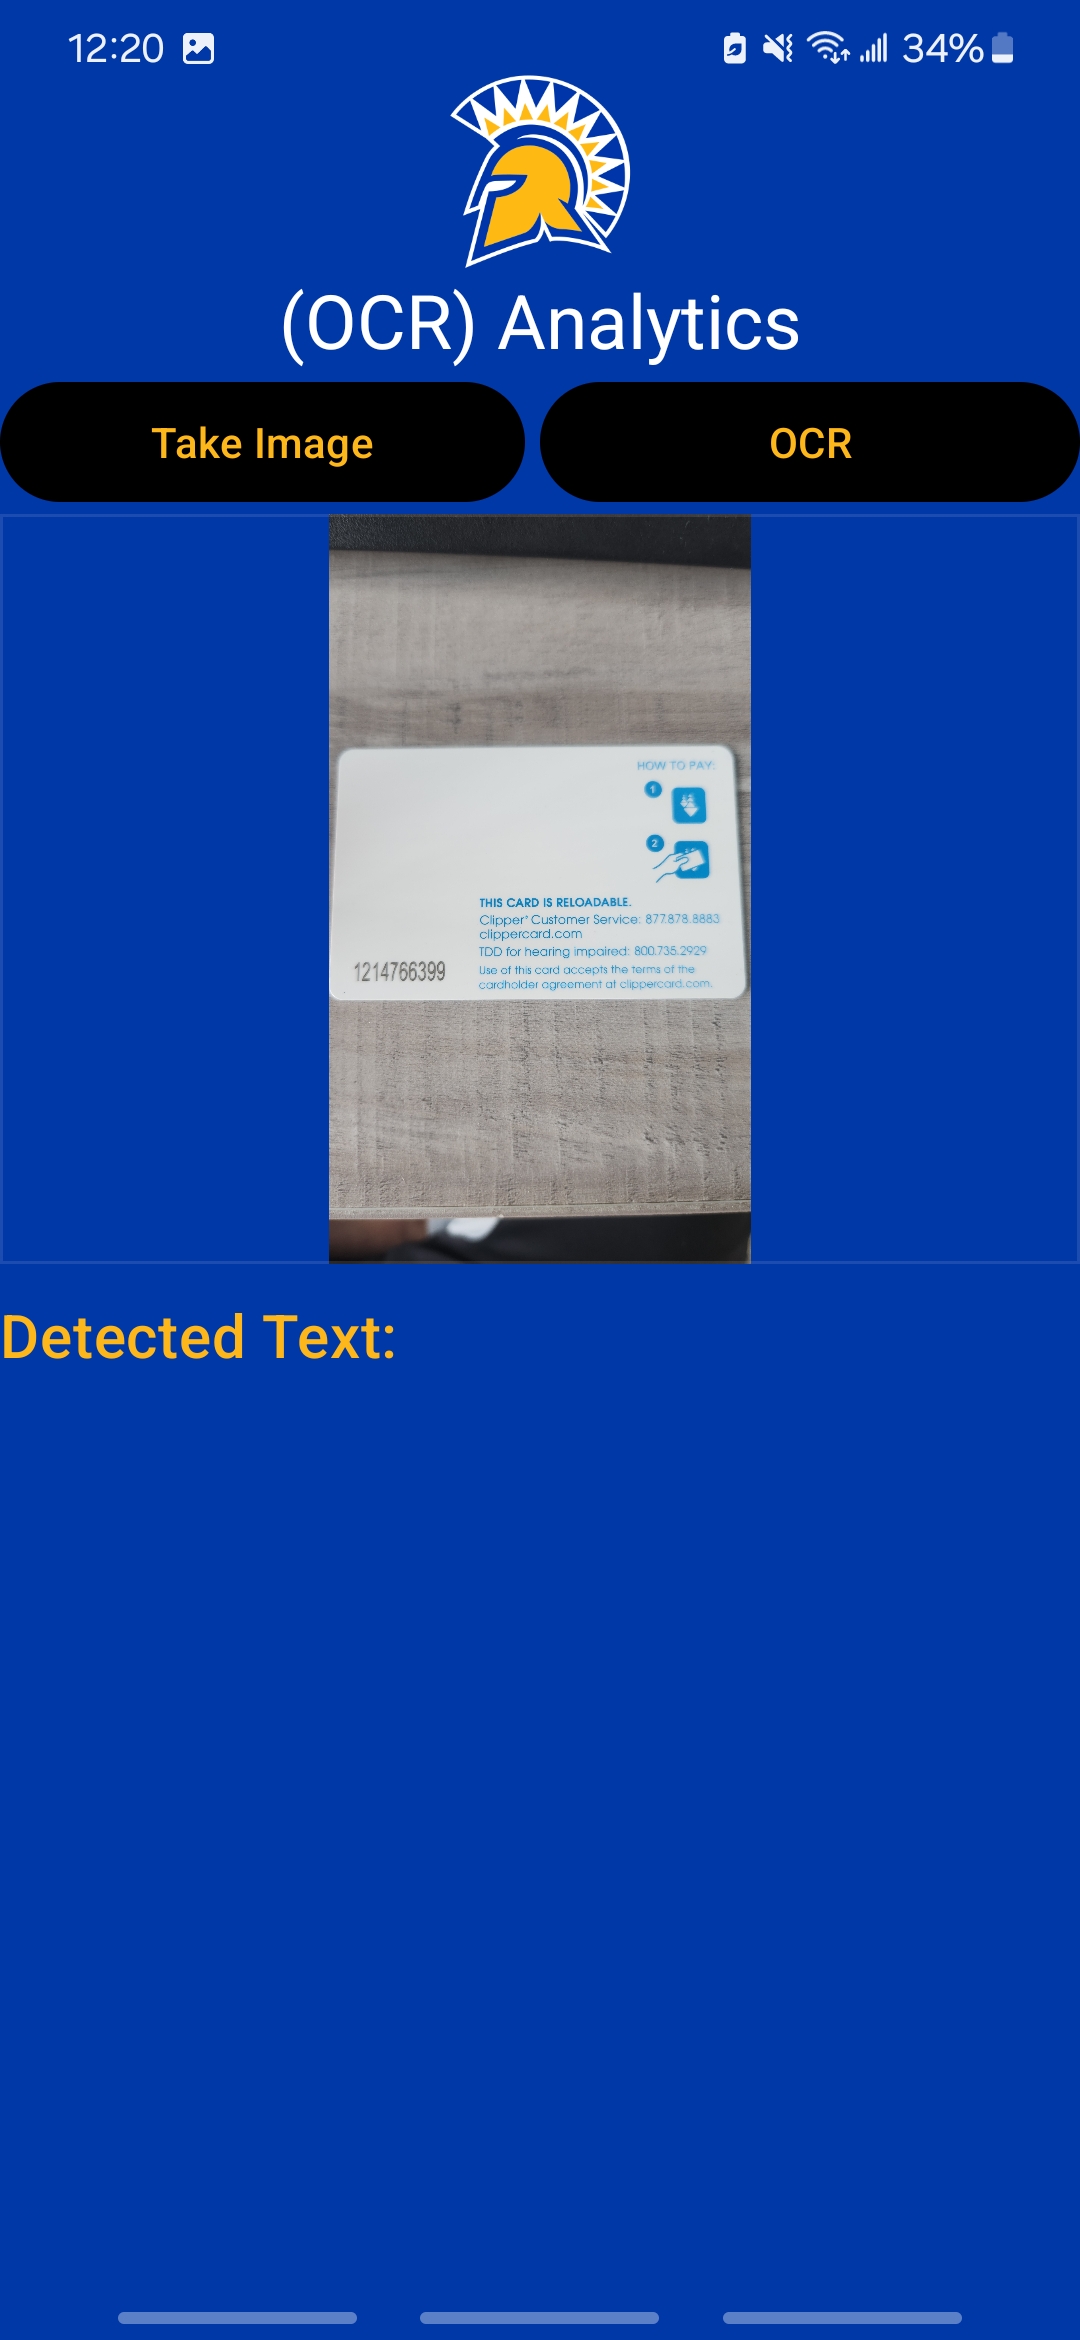 12:20
34%
(OCR) Analytics
Take Image
OCR
HOW TO PAY:
1
2
THIS CARD IS RELOADABLE.
Clipper® Customer Service: 877.878.8883
clippercard.com
TDD for hearing impaired: 800.735.2929
Use of this card accepts the terms of the
cardholder agreement at clippercard.com.
1214766399
Detected Text: